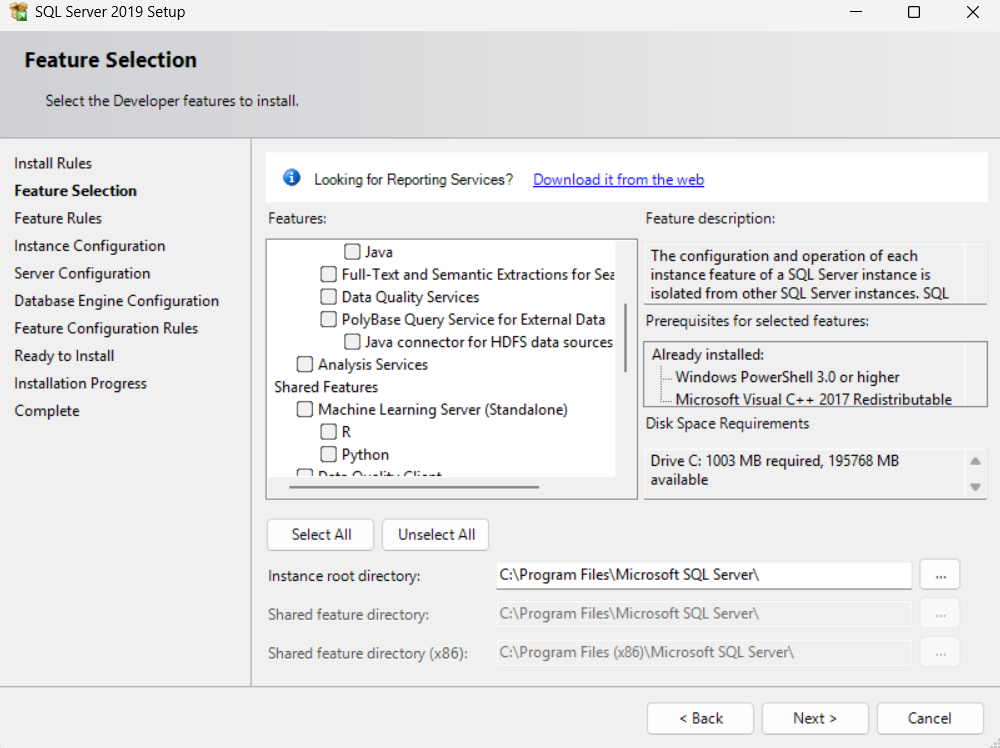 SQL Server 2019 Setup
Feature Selection
Select the Developer features to install.
Install Rules
Feature Selection
Feature Rules
Instance Configuration
Server Configuration
Database Engine Configuration
Feature Configuration Rules
Ready to Install
Installation Progress
Complete
Looking for Reporting Services? Download it from the web
Features:
Java
Full-Text and Semantic Extractions for Sea
Data Quality Services
PolyBase Query Service for External Data
Java connector for HDFS data sources
Analysis Services
Shared Features
Machine Learning Server (Standalone)
R
Python
Data Quality Client
Feature description:
The configuration and operation of each
instance feature of a SQL Server instance is
isolated from other SQL Server instances. SQL
Prerequisites for selected features:
Already installed:
Windows PowerShell 3.0 or higher
Microsoft Visual C++ 2017 Redistributable
Disk Space Requirements
Drive C: 1003 MB required, 195768 MB
available
Select All
Unselect All
Instance root directory: C:\Program Files\Microsoft SQL Server\ ...
Shared feature directory: C:\Program Files\Microsoft SQL Server\ ...
Shared feature directory (x86): C:\Program Files (x86)\Microsoft SQL Server\ ...
< Back
Next >
Cancel